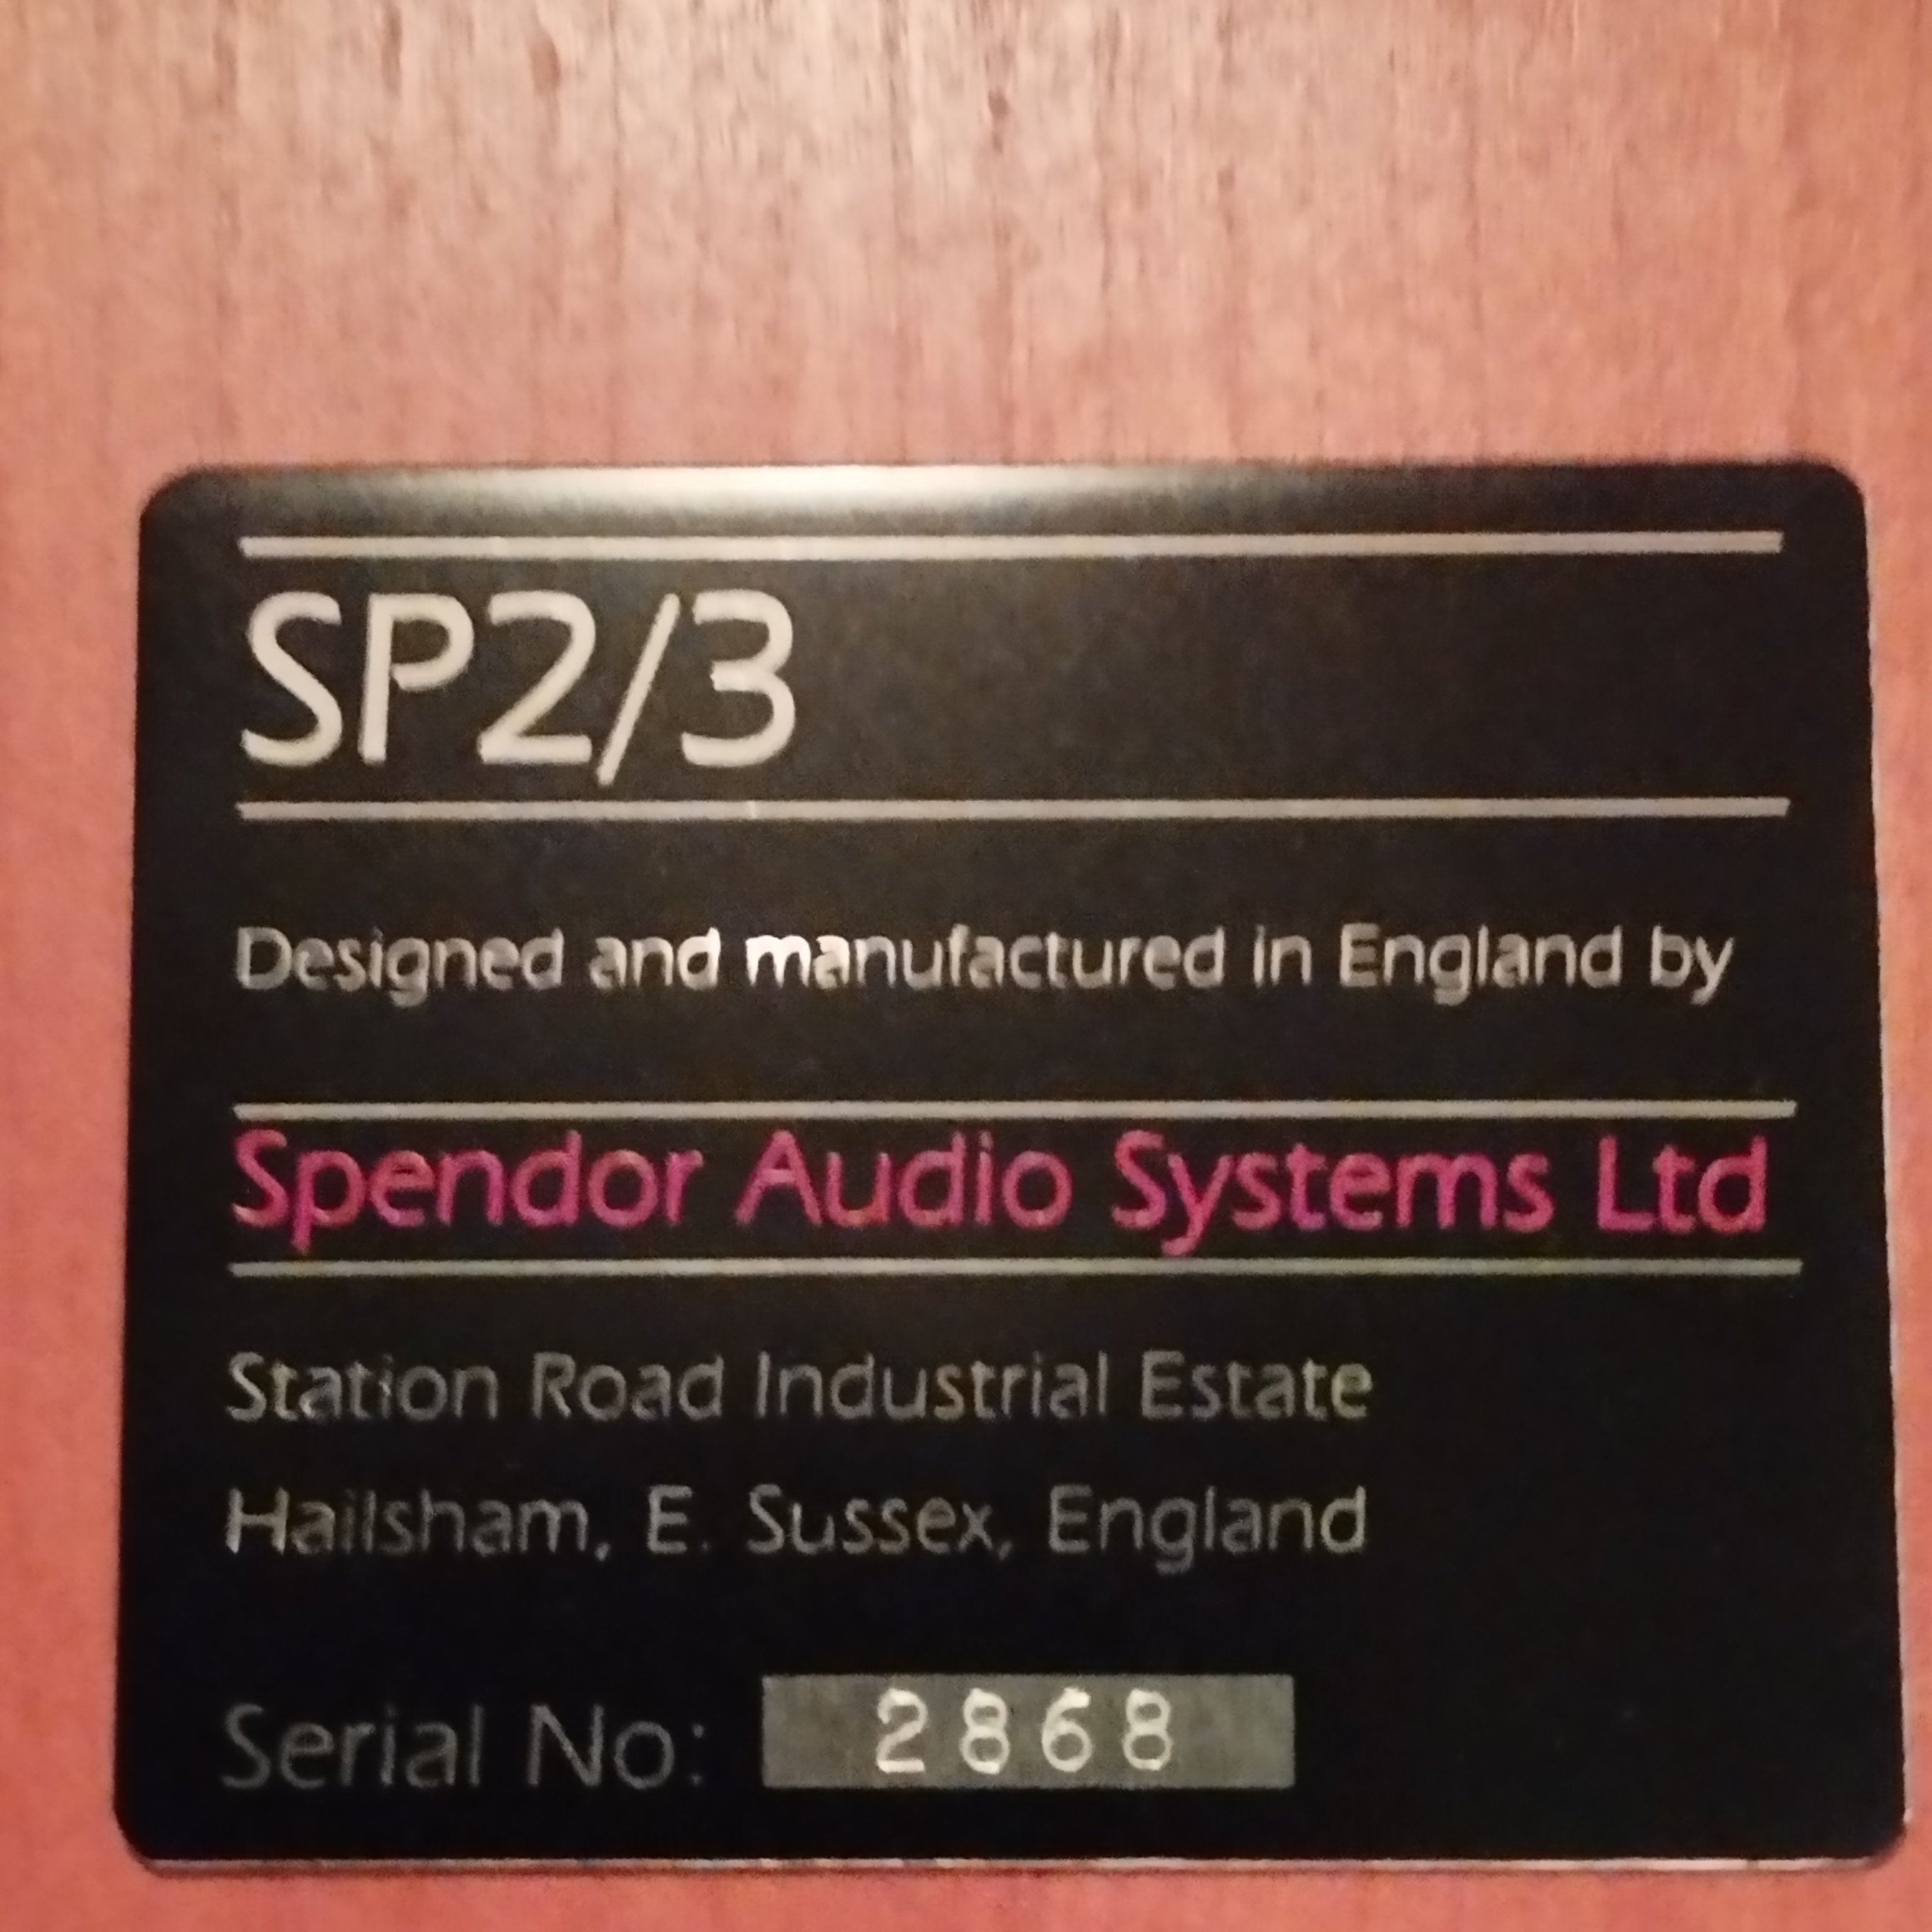 SP2/3
Designed and manufactured in England by
Spendor Audio Systems Ltd
Station Road Industrial Estate
Hailsham, E. Sussex, England
Serial No: 2868